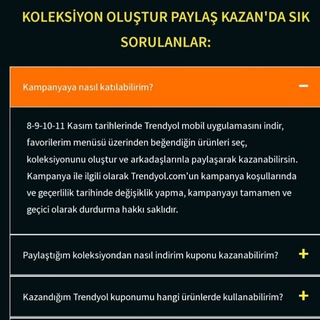 KOLEKSİYON OLUŞTUR PAYLAŞ KAZAN'DA SIK
SORULANLAR:
Kampanyaya nasıl katılabilirim?
8-9-10-11 Kasım tarihlerinde Trendyol mobil uygulamasını indir,
favorilerim menüsü üzerinden beğendiğin ürünleri seç,
koleksiyonunu oluştur ve arkadaşlarınla paylaşarak kazanabilirsin.
Kampanya ile ilgili olarak Trendyol.com'un kampanya koşullarında
ve geçerlilik tarihinde değişiklik yapma, kampanyayı tamamen ve
geçici olarak durdurma hakkı saklıdır.
Paylaştığım koleksiyondan nasıl indirim kuponu kazanabilirim?
Kazandığım Trendyol kuponumu hangi ürünlerde kullanabilirim?